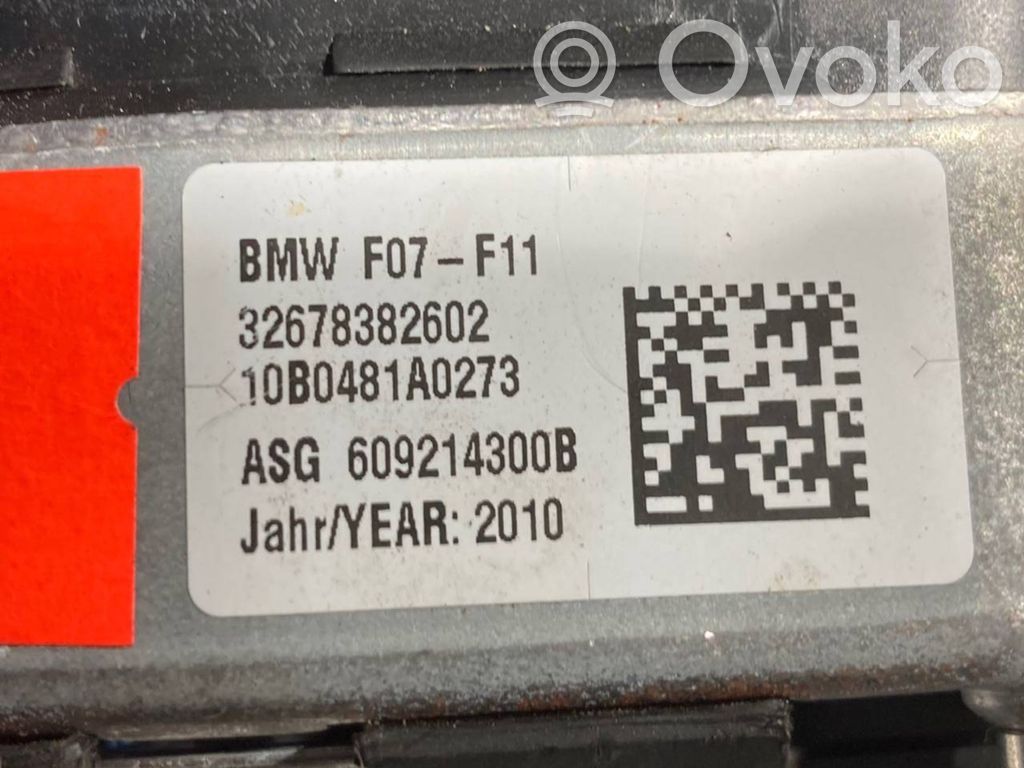 Ovoko
BMW F07-F11
32678382602
10B0481A0273
ASG 609214300B
Jahr/YEAR: 2010